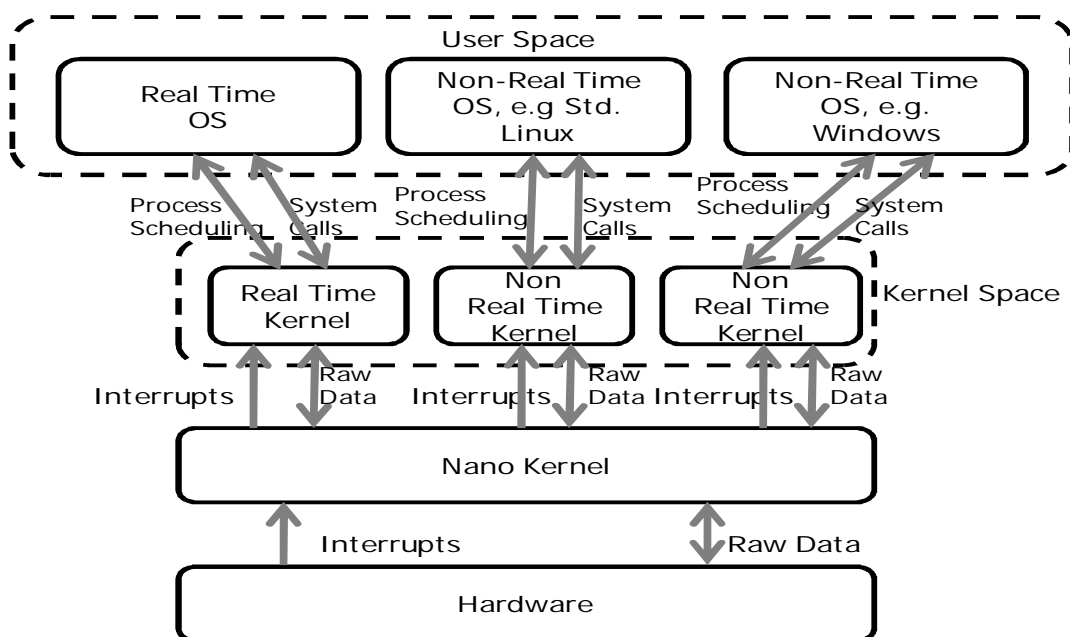 User Space
Real Time
OS
Non-Real Time
OS, e.g Std.
Linux
Non-Real Time
OS, e.g.
Windows
Process
Scheduling
System
Calls
Process
Scheduling
System
Calls
Process
Scheduling
System
Calls
Real Time
Kernel
Non
Real Time
Kernel
Non
Real Time
Kernel
Kernel Space
Interrupts
Raw
Data
Interrupts
Raw
Data
Interrupts
Raw
Data
Nano Kernel
Interrupts
Raw Data
Hardware